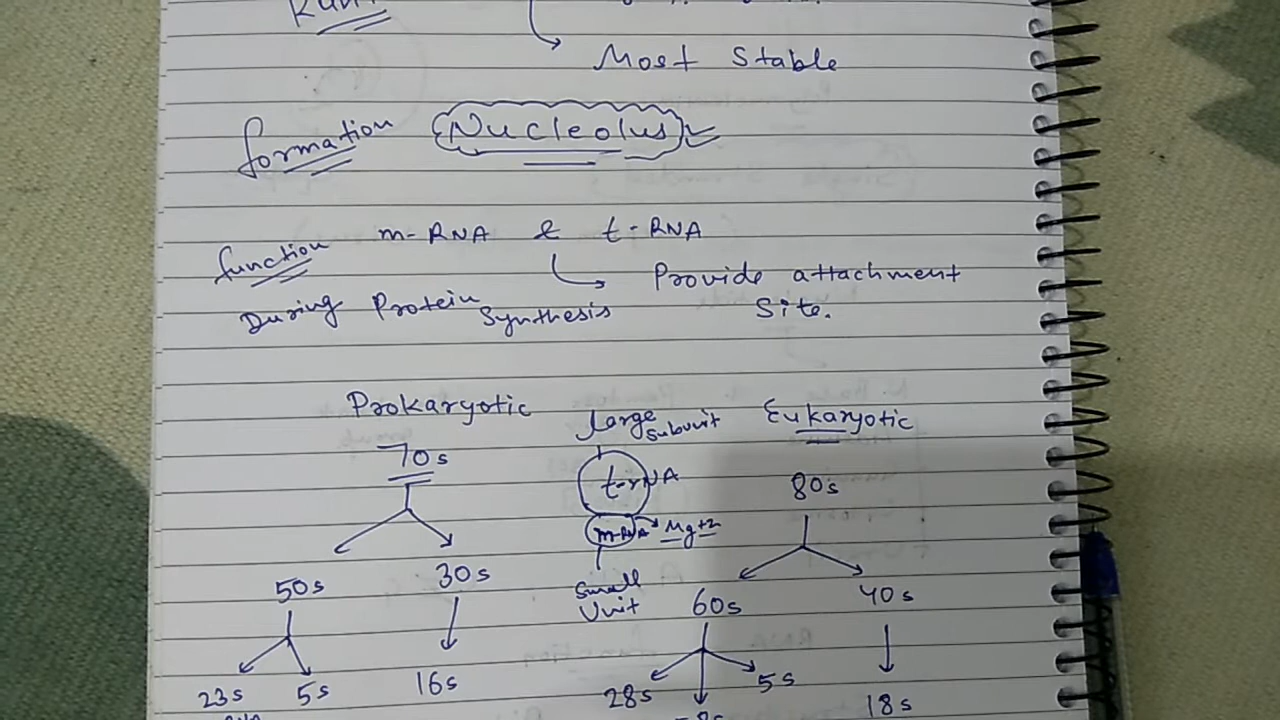 Most Stable
formation Nucleolus
function m-RNA & t-RNA
Provide attachment
During Protein Synthesis Site.
Prokaryotic large subunit Eukaryotic
70s t-rNA 80s
m-RNA Mg+2
50s 30s Small Unit 60s 40s
23s 5s 16s 28s 5s 18s